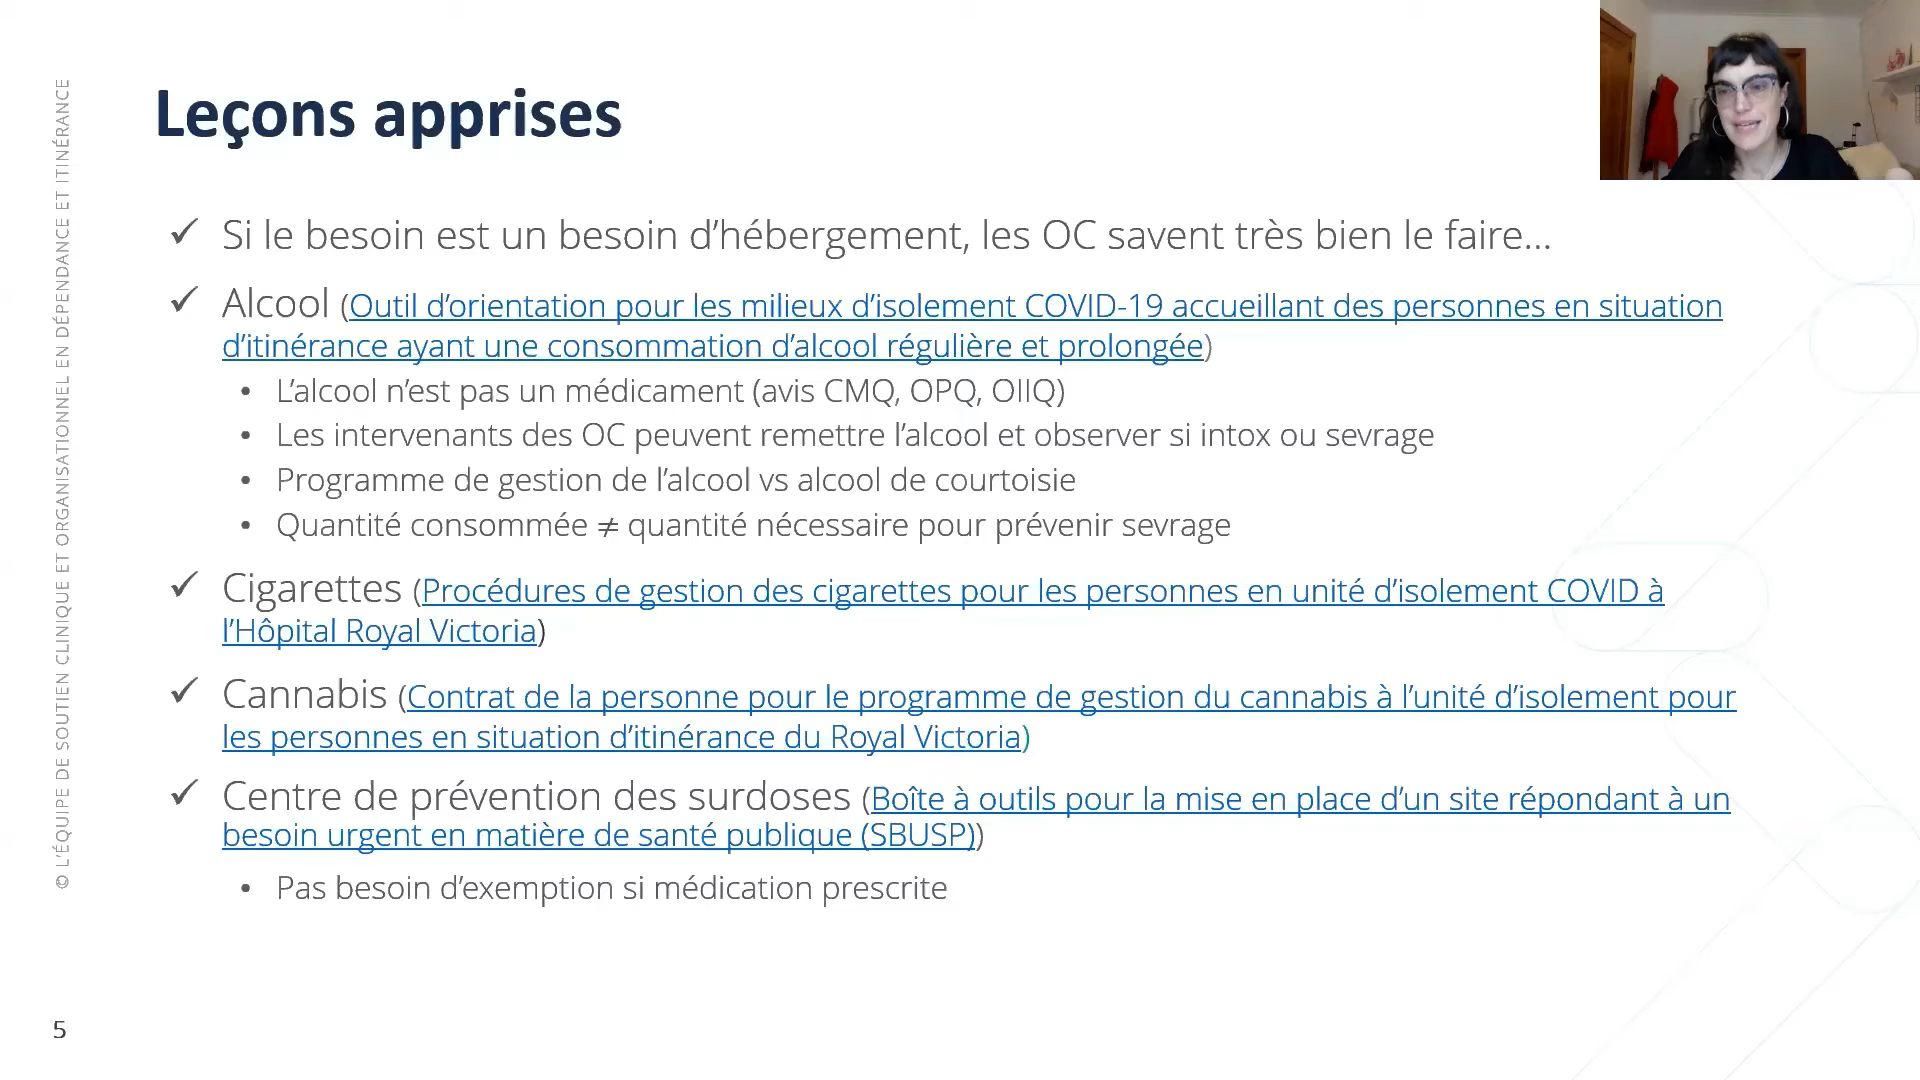 Leçons apprises
✓ Si le besoin est un besoin d’hébergement, les OC savent très bien le faire…
✓ Alcool (Outil d’orientation pour les milieux d’isolement COVID-19 accueillant des personnes en situation
d’itinérance ayant une consommation d’alcool régulière et prolongée)
• L’alcool n’est pas un médicament (avis CMQ, OPQ, OIIQ)
• Les intervenants des OC peuvent remettre l’alcool et observer si intox ou sevrage
• Programme de gestion de l’alcool vs alcool de courtoisie
• Quantité consommée ≠ quantité nécessaire pour prévenir sevrage
✓ Cigarettes (Procédures de gestion des cigarettes pour les personnes en unité d’isolement COVID à
l’Hôpital Royal Victoria)
✓ Cannabis (Contrat de la personne pour le programme de gestion du cannabis à l’unité d’isolement pour
les personnes en situation d’itinérance du Royal Victoria)
✓ Centre de prévention des surdoses (Boîte à outils pour la mise en place d’un site répondant à un
besoin urgent en matière de santé publique (SBUSP))
• Pas besoin d’exemption si médication prescrite
© L’ÉQUIPE DE SOUTIEN CLINIQUE ET ORGANISATIONNEL EN DÉPENDANCE ET ITINÉRANCE
5